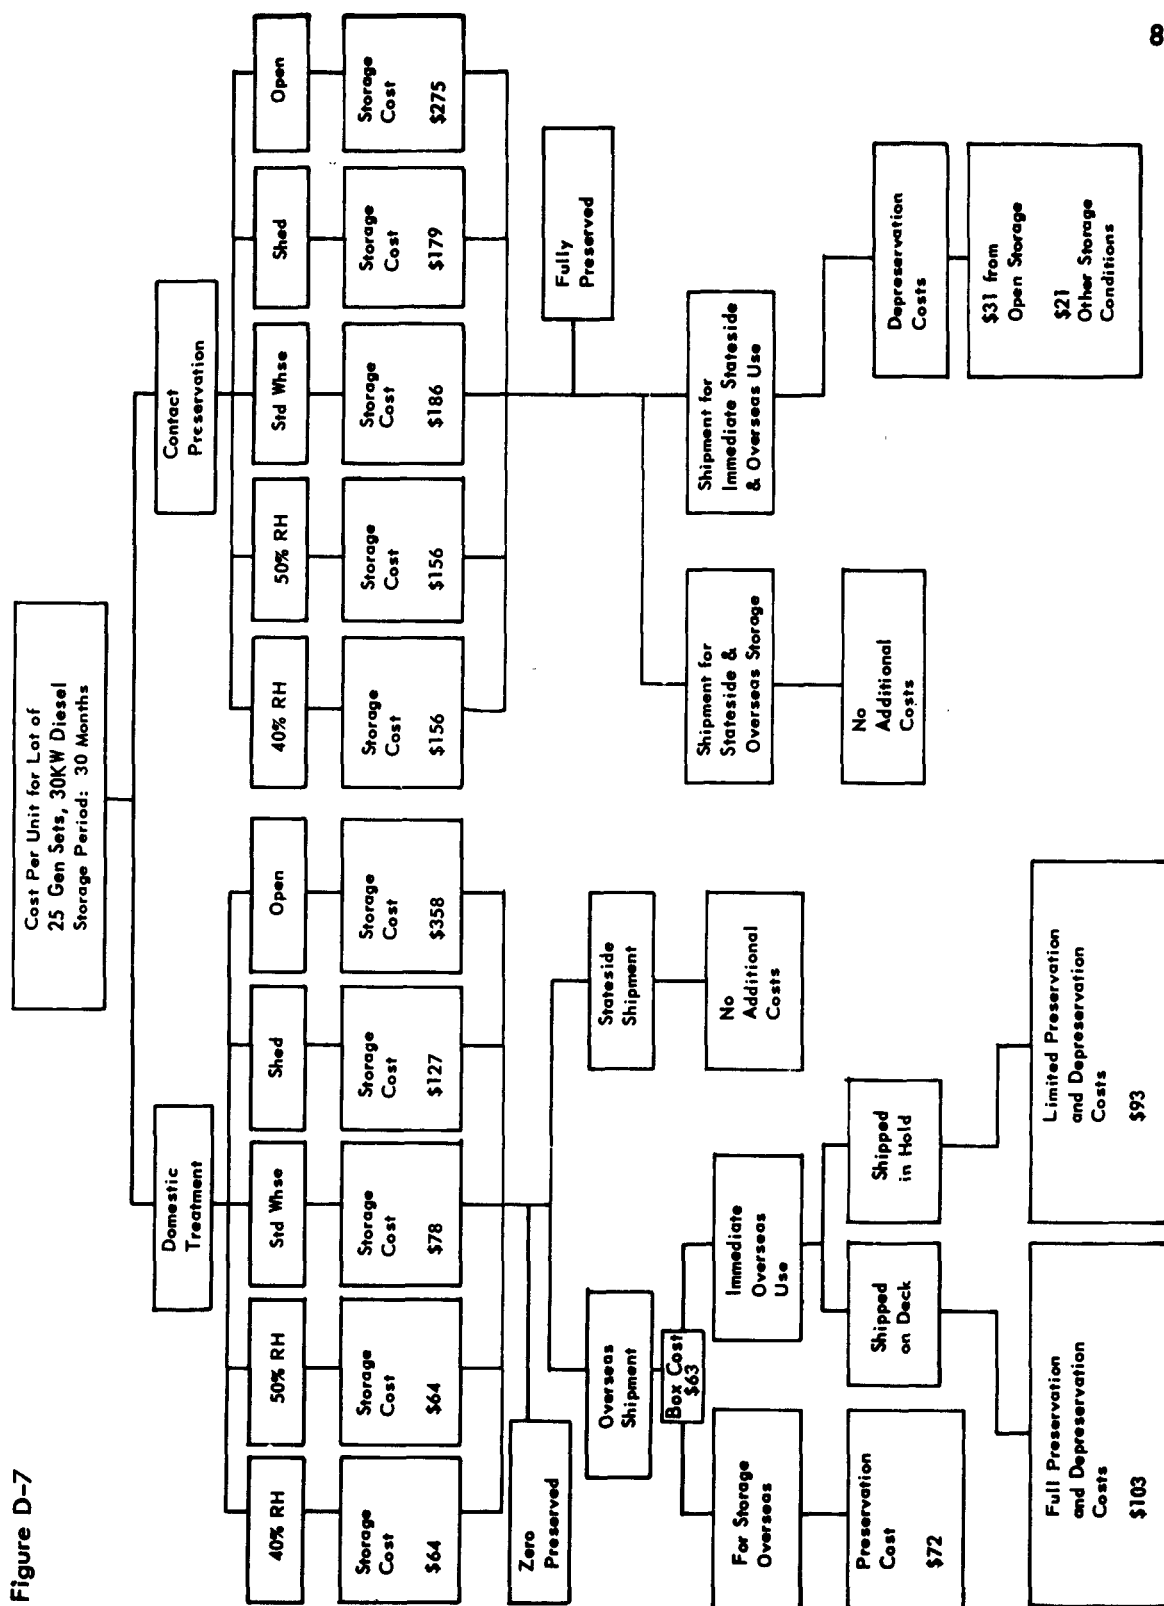 Figure D-7
Cost Per Unit for Lot of
25 Gen Sets, 30KW Diesel
Storage Period: 30 Months
Domestic
Treatment
Contact
Preservation
40% RH
50% RH
Std Whse
Shed
Open
40% RH
50% RH
Std Whse
Shed
Open
Storage
Cost
$64
Storage
Cost
$64
Storage
Cost
$78
Storage
Cost
$127
Storage
Cost
$358
Storage
Cost
$156
Storage
Cost
$156
Storage
Cost
$186
Storage
Cost
$179
Storage
Cost
$275
Zero
Preserved
Fully
Preserved
Overseas
Shipment
Stateside
Shipment
Box Cost
$63
No
Additional
Costs
For Storage
Overseas
Immediate
Overseas
Use
Shipment for
Stateside &
Overseas Storage
Shipment for
Immediate Stateside
& Overseas Use
Preservation
Cost
$72
Shipped
on Deck
Shipped
in Hold
No
Additional
Costs
Depreservation
Costs
Full Preservation
and Depreservation
Costs
$103
Limited Preservation
and Depreservation
Costs
$93
$31 from
Open Storage
$21
Other Storage
Conditions